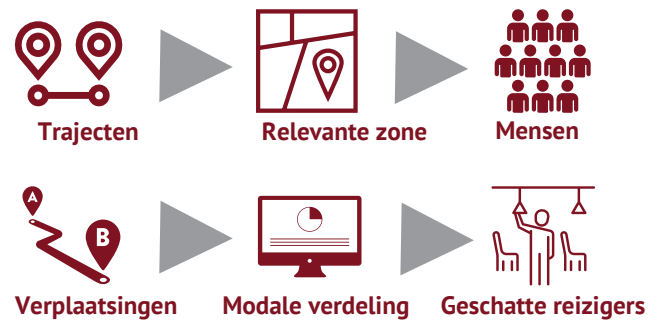 Trajecten
Relevante zone
Mensen
A
B
Verplaatsingen
Modale verdeling
Geschatte reizigers